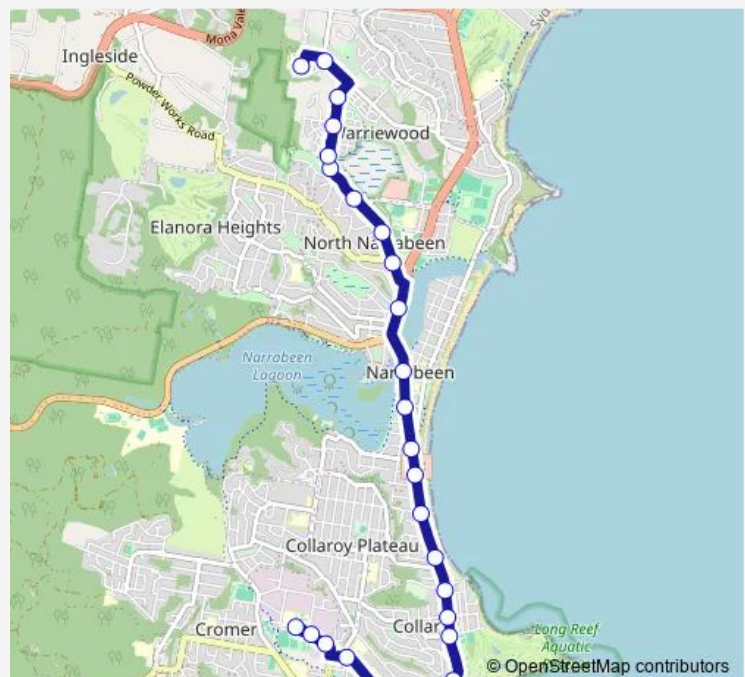 Mona Vale
Ingleside
Powder Works Road
Warriewood
Elanora Heights
North Narrabeen
Narrabeen
Lagoon
Narrabeen
Collaroy Plateau
Cromer
Long Reef
Aquatic
© OpenStreetMap contributors